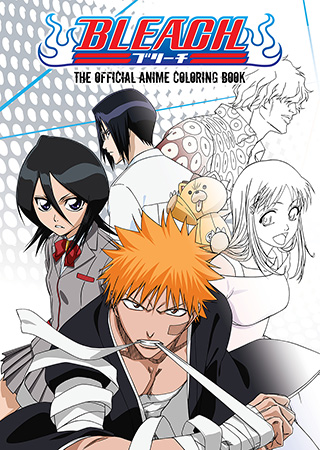 BLEACH
ブリーチ
THE OFFICIAL ANIME COLORING BOOK